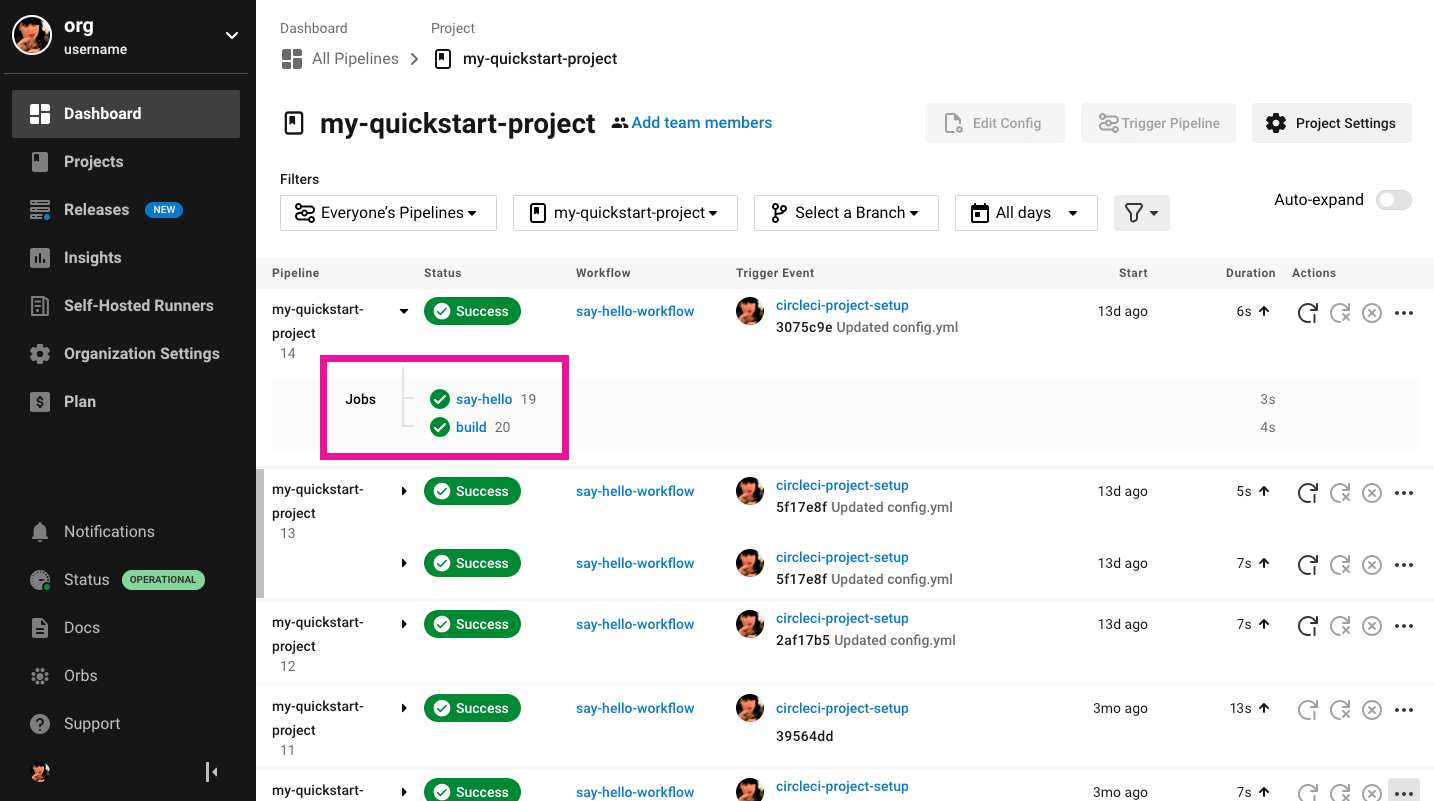 org
username
Dashboard
Projects
Releases NEW
Insights
Self-Hosted Runners
Organization Settings
Plan
Notifications
Status OPERATIONAL
Docs
Orbs
Support
Dashboard Project
All Pipelines my-quickstart-project
my-quickstart-project Add team members
Edit Config Trigger Pipeline Project Settings
Filters
Everyone’s Pipelines my-quickstart-project Select a Branch All days
Auto-expand
Pipeline Status Workflow Trigger Event Start Duration Actions
my-quickstart-
project
14
Success say-hello-workflow circleci-project-setup 13d ago 6s
3075c9e Updated config.yml
Jobs say-hello 19 3s
build 20 4s
my-quickstart-
project
13
Success say-hello-workflow circleci-project-setup 13d ago 5s
5f17e8f Updated config.yml
Success say-hello-workflow circleci-project-setup 13d ago 7s
5f17e8f Updated config.yml
my-quickstart-
project
12
Success say-hello-workflow circleci-project-setup 13d ago 7s
2af17b5 Updated config.yml
my-quickstart-
project
11
Success say-hello-workflow circleci-project-setup 3mo ago 13s
39564dd
my-quickstart- Success say-hello-workflow circleci-project-setup 3mo ago 7s